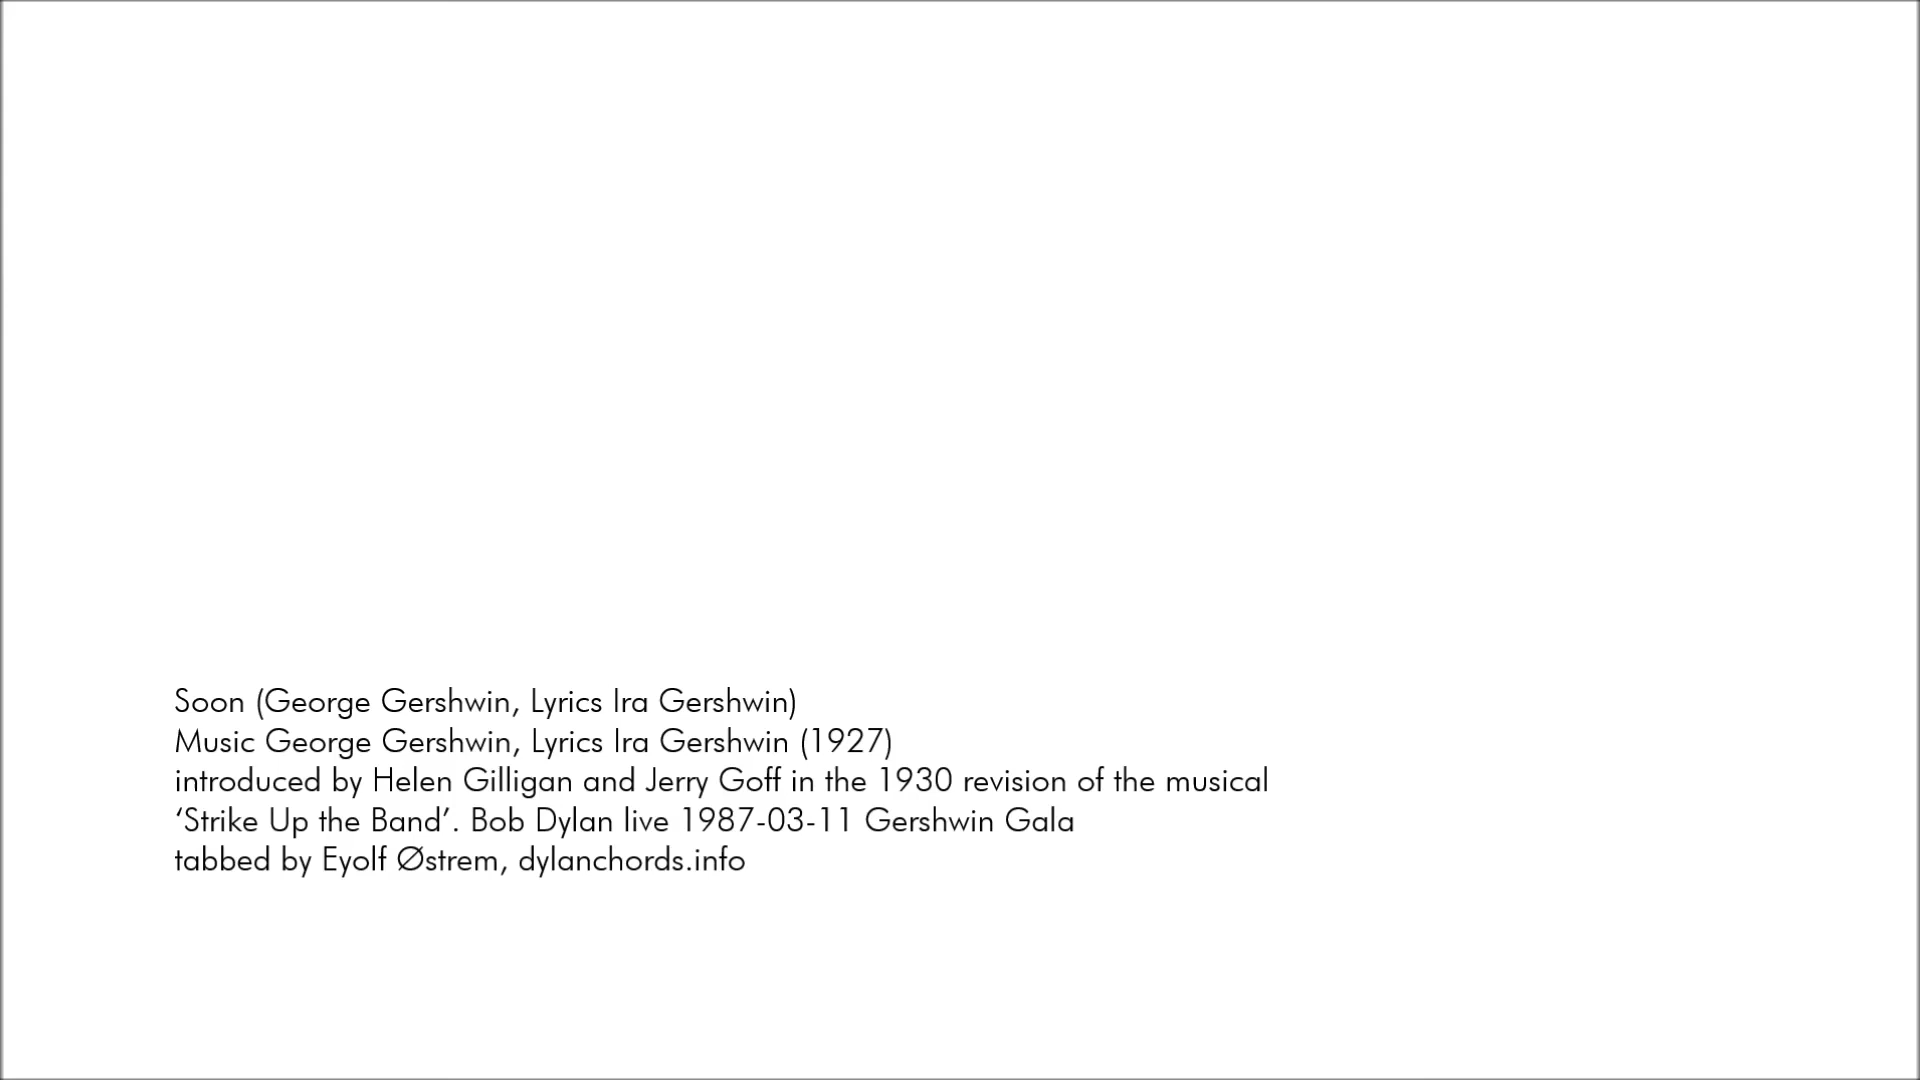 Soon (George Gershwin, Lyrics Ira Gershwin)
Music George Gershwin, Lyrics Ira Gershwin (1927)
introduced by Helen Gilligan and Jerry Goff in the 1930 revision of the musical
‘Strike Up the Band’. Bob Dylan live 1987-03-11 Gershwin Gala
tabbed by Eyolf Østrem, dylanchords.info